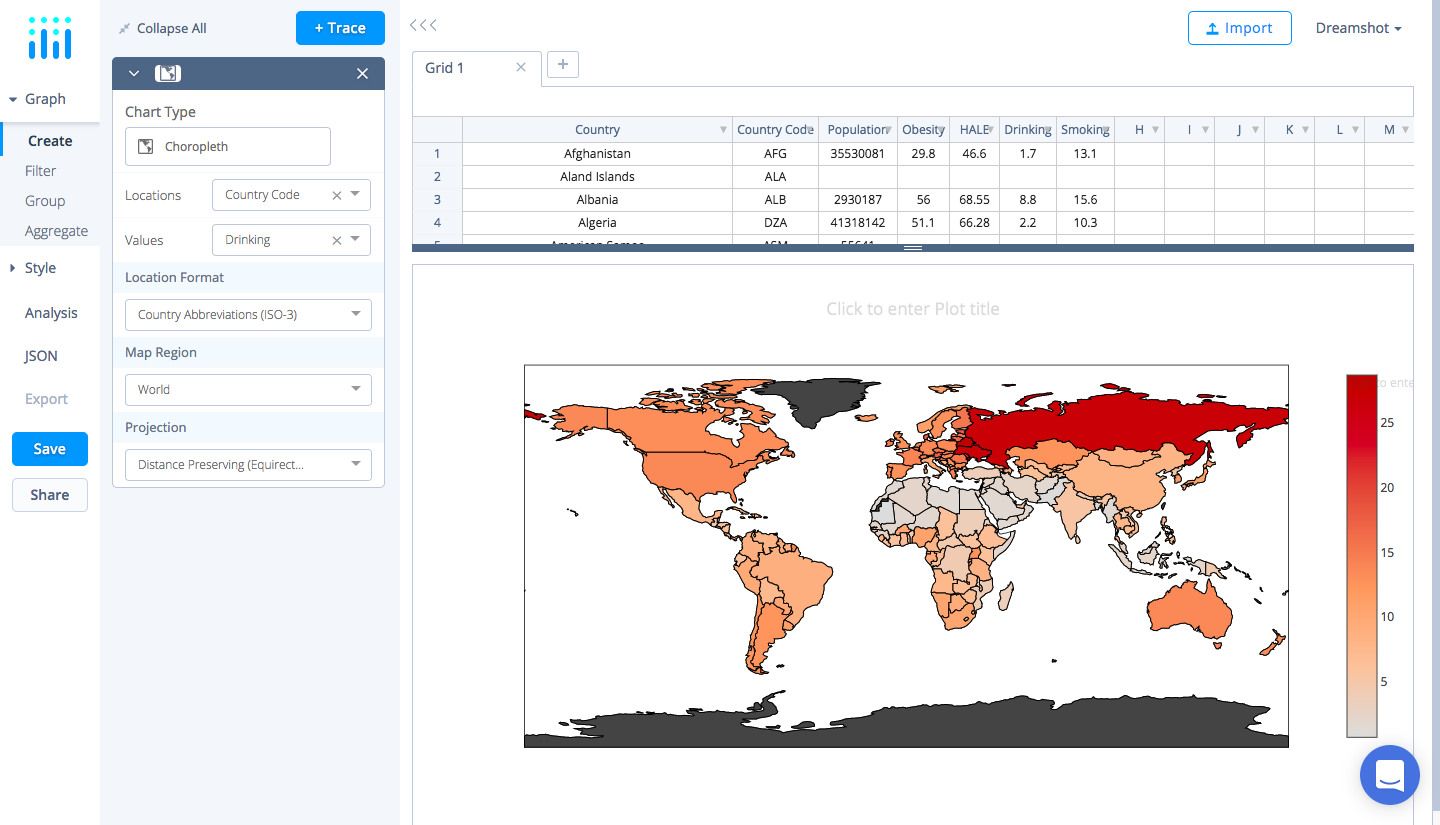 Collapse All
+ Trace
Import
Dreamshot
Graph
Create
Filter
Group
Aggregate
Style
Analysis
JSON
Export
Save
Share
Chart Type
Choropleth
Locations
Country Code
Values
Drinking
Location Format
Country Abbreviations (ISO-3)
Map Region
World
Projection
Distance Preserving (Equirect...
Grid 1
Country Country Code Population Obesity HALE Drinking Smoking H I J K L M
1 Afghanistan AFG 35530081 29.8 46.6 1.7 13.1
2 Aland Islands ALA
3 Albania ALB 2930187 56 68.55 8.8 15.6
4 Algeria DZA 41318142 51.1 66.28 2.2 10.3
5 American Samoa ASM 55641
Click to enter Plot title
to ente
25
20
15
10
5